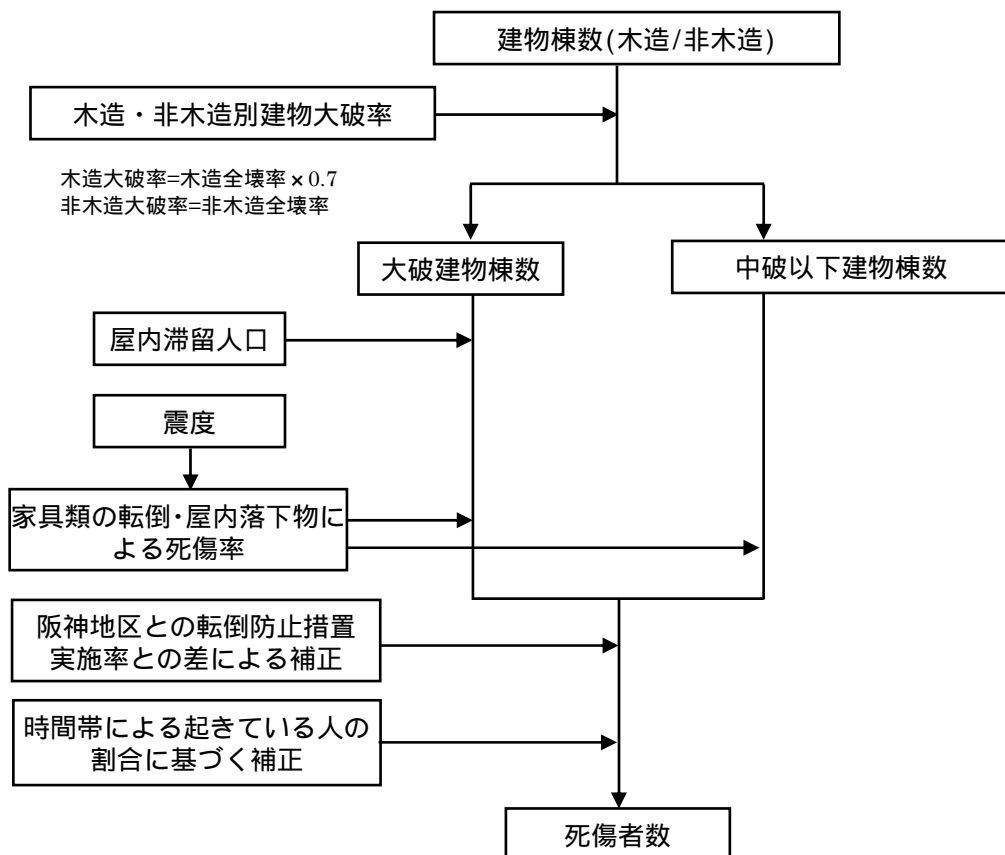 建物棟数(木造/非木造)
木造・非木造別建物大破率
木造大破率=木造全壊率×0.7
非木造大破率=非木造全壊率
大破建物棟数
中破以下建物棟数
屋内滞留人口
震度
家具類の転倒・屋内落下物に
よる死傷率
阪神地区との転倒防止措置
実施率との差による補正
時間帯による起きている人の
割合に基づく補正
死傷者数